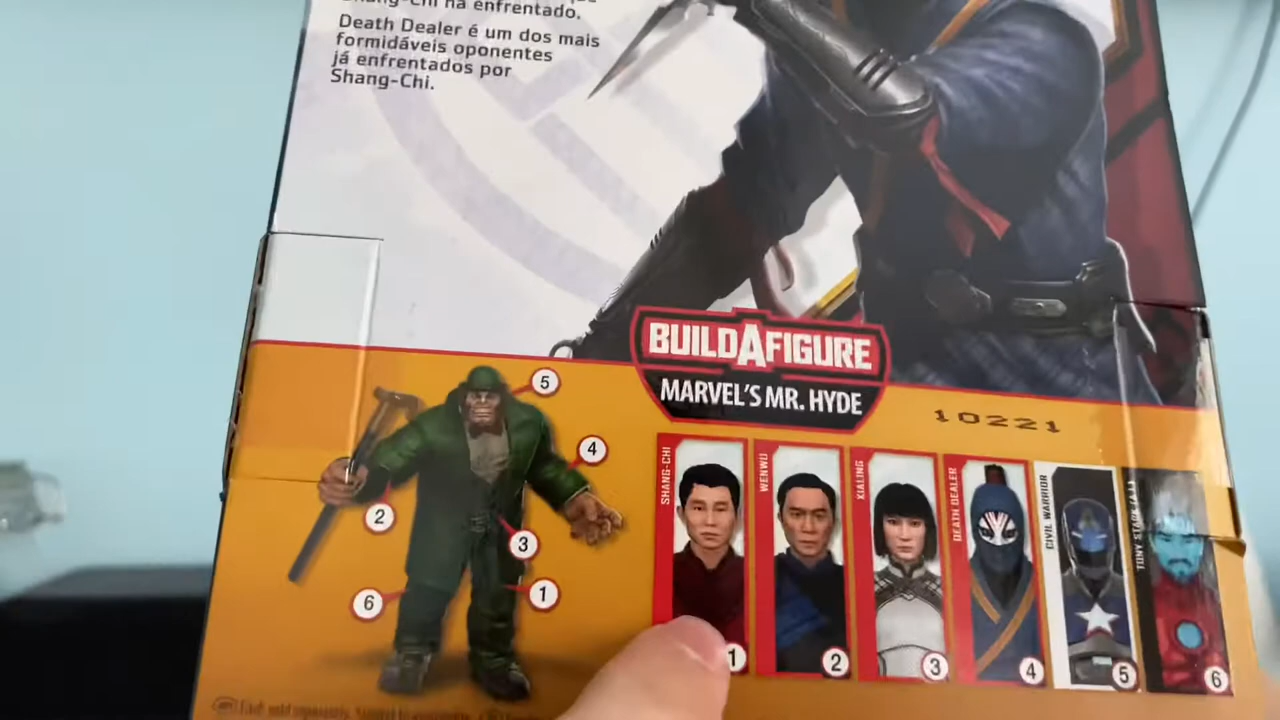 Shang-Chi há enfrentado.
Death Dealer é um dos mais
formidáveis oponentes
já enfrentados por
Shang-Chi.
BUILDAFIGURE
MARVEL'S MR. HYDE
10221
5
4
2
3
1
6
SHANG-CHI
WENWU
XIALING
DEATH DEALER
CIVIL WARRIOR
TONY STARK (A.I.)
1
2
3
4
5
6